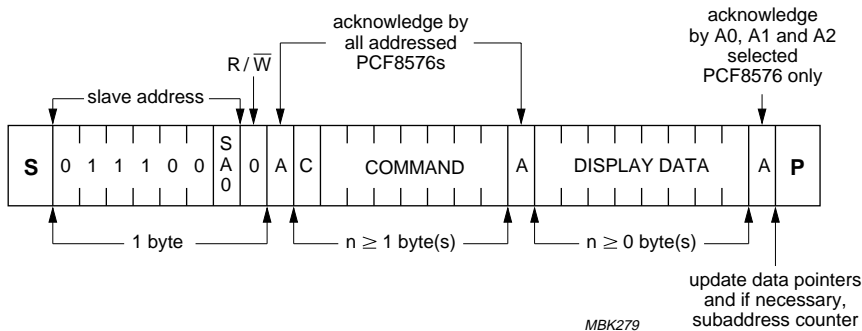 acknowledge by
all addressed
PCF8576s
acknowledge
by A0, A1 and A2
selected
PCF8576 only
R / W
slave address
S 0 1 1 1 0 0 SA0 0 A C COMMAND A DISPLAY DATA A P
1 byte
n ≥ 1 byte(s)
n ≥ 0 byte(s)
update data pointers
and if necessary,
subaddress counter
MBK279